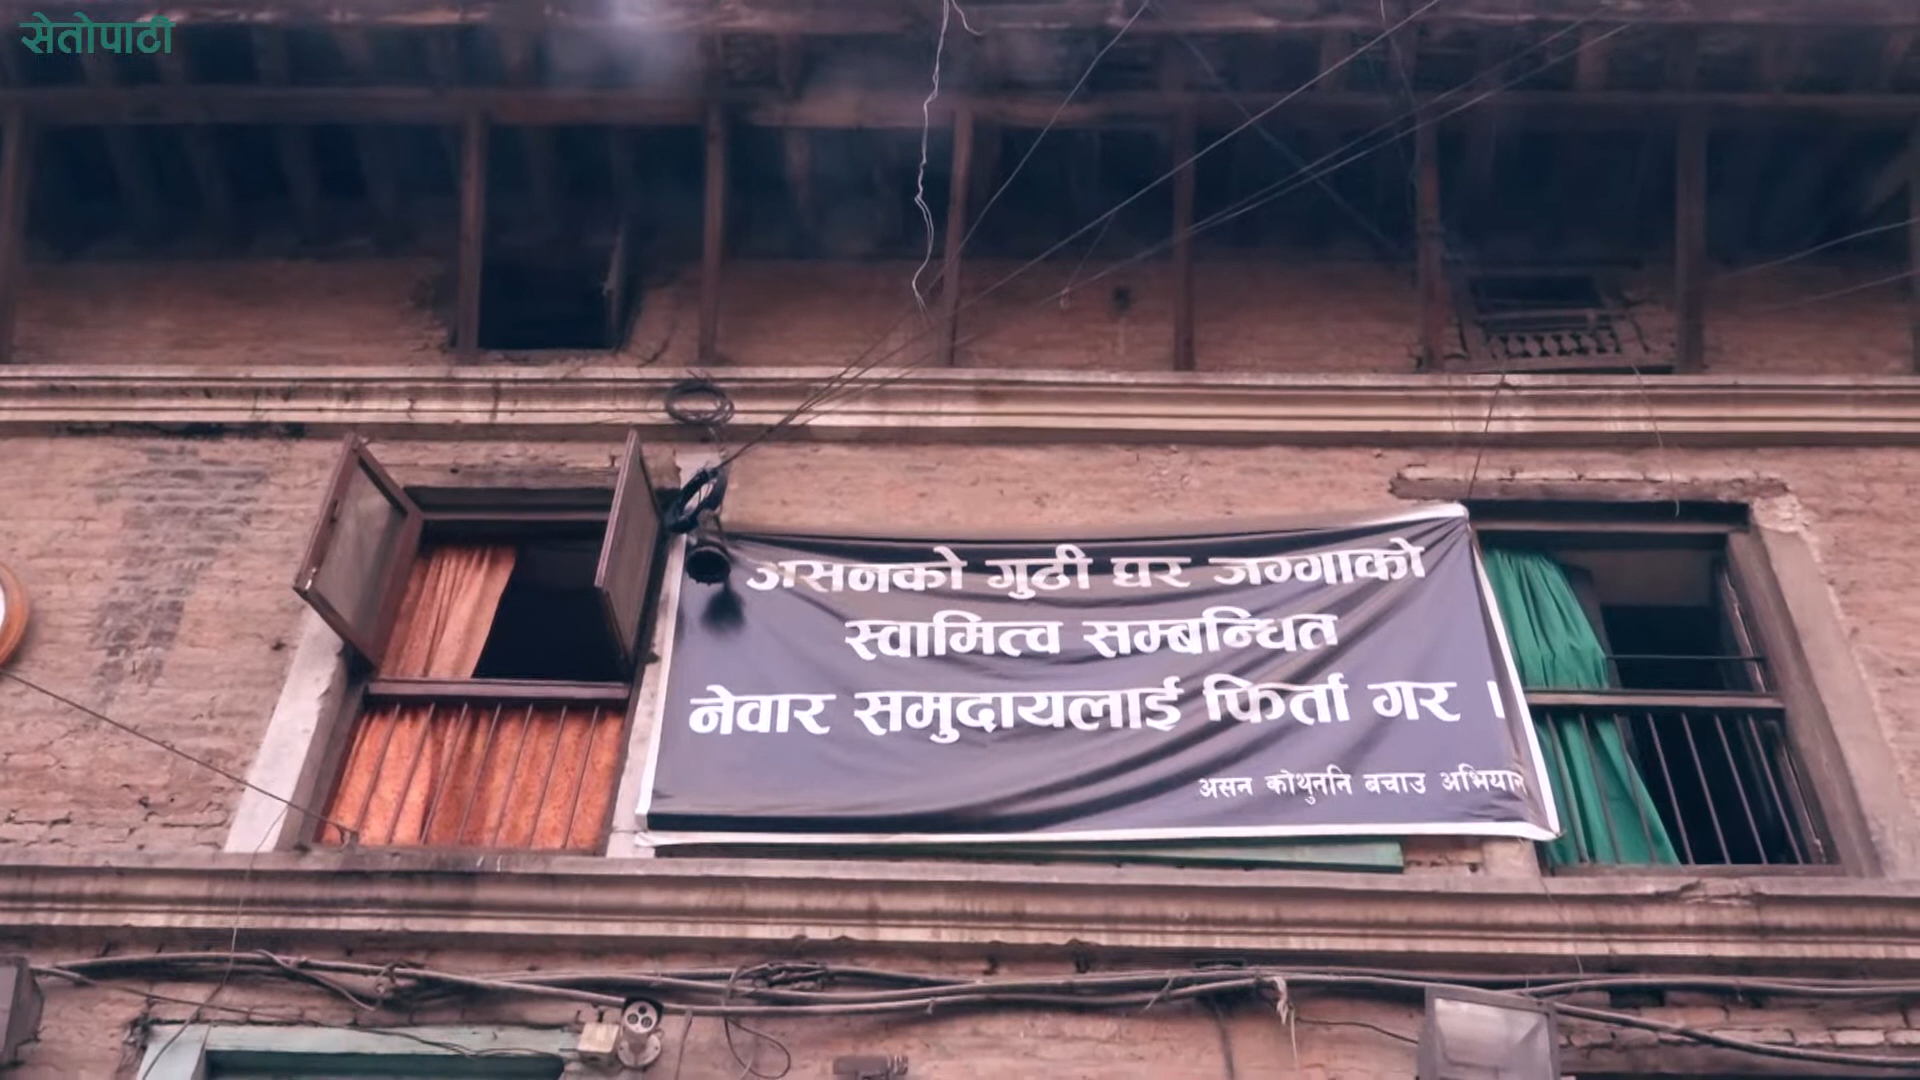 सेतोपाटी
असनको गुठी घर जग्गाको
स्वामित्व सम्बन्धित
नेवार समुदायलाई फिर्ता गर ।
असन कोथुननि बचाउ अभियान